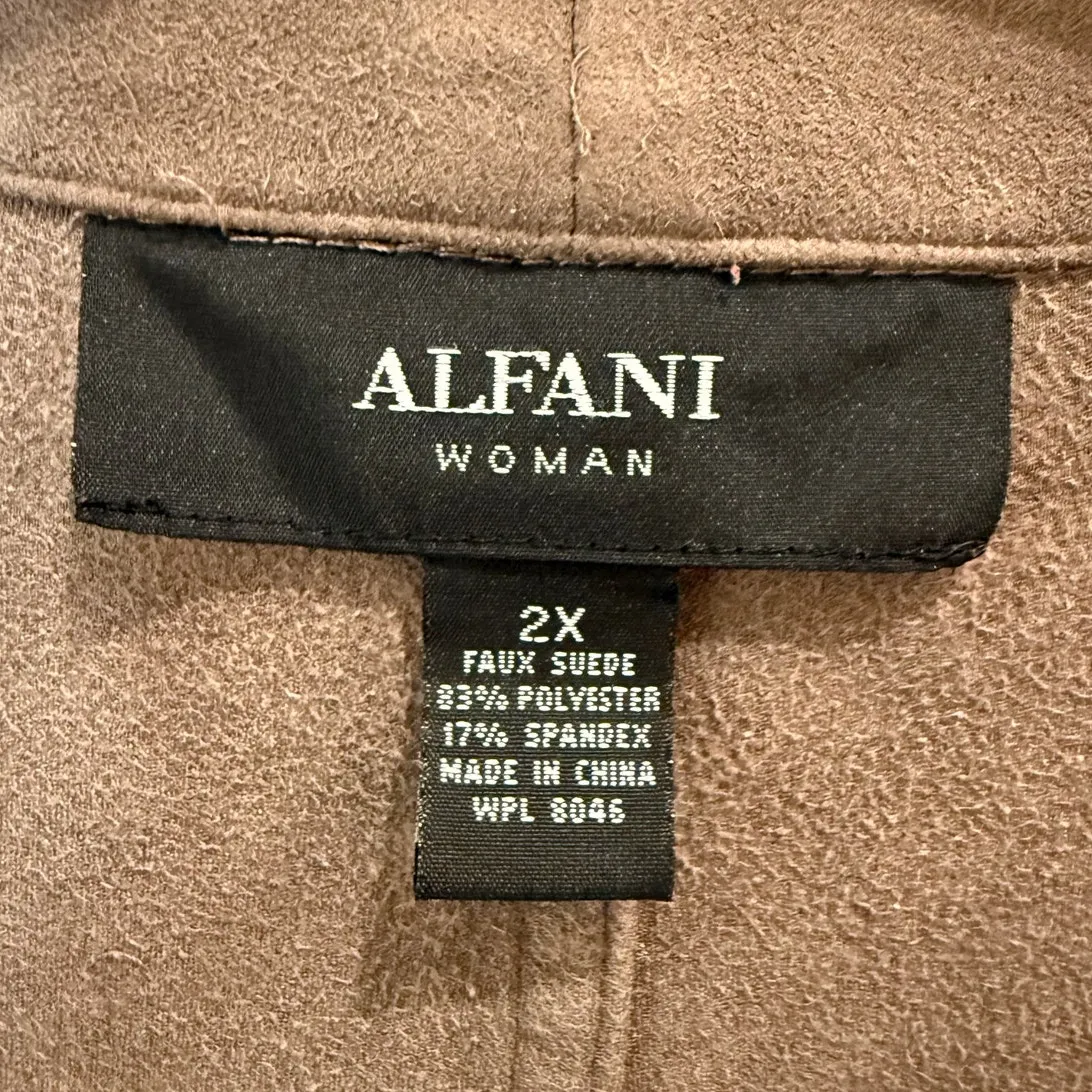 ALFANI
WOMAN
2X
FAUX SUEDE
83% POLYESTER
17% SPANDEX
MADE IN CHINA
WPL 8046